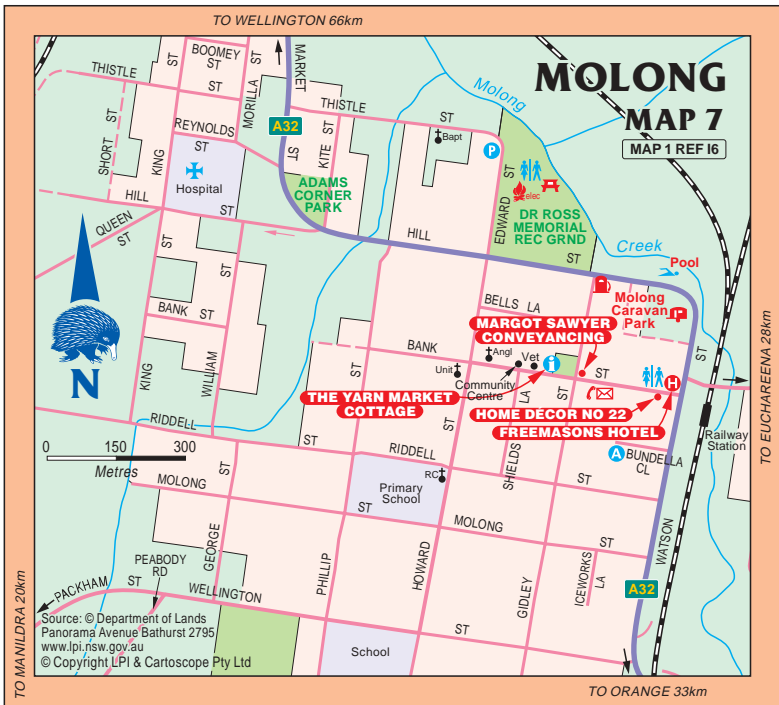 TO WELLINGTON 66km
MOLONG
MAP 7
MAP 1 REF I6
BOOMEY
ST
THISTLE
ST
ST
MORILLA
ST
MARKET
ST
REYNOLDS
ST
A32
THISTLE
ST
KITE
ST
Bapt
P
Molong
Creek
SHORT
ST
KING
ST
Hospital
HILL
ST
QUEEN
ST
ADAMS
CORNER
PARK
HILL
ST
EDWARD
ST
elec
DR ROSS
MEMORIAL
REC GRND
Pool
Molong
Caravan
Park
BELLS LA
MARGOT SAWYER
CONVEYANCING
BANK
ST
BANK
ST
ST
ST
KING
ST
WILLIAM
ST
N
Angl
Vet
i
Unit
Community
Centre
LA
ST
THE YARN MARKET
COTTAGE
HOME DÉCOR NO 22
FREEMASONS HOTEL
H
ST
TO EUCHAREENA 28km
Railway
Station
A
BUNDELLA
CL
RIDDELL
ST
RIDDELL
ST
SHIELDS
RC
0 150 300
Metres
MOLONG
ST
MOLONG
ST
Primary
School
ST
GEORGE
PHILLIP
HOWARD
GIDLEY
ICEWORKS
LA
WATSON
A32
PEABODY
RD
PACKHAM
ST
WELLINGTON
ST
School
TO MANILDRA 20km
Source: © Department of Lands
Panorama Avenue Bathurst 2795
www.lpi.nsw.gov.au
© Copyright LPI & Cartoscope Pty Ltd
TO ORANGE 33km